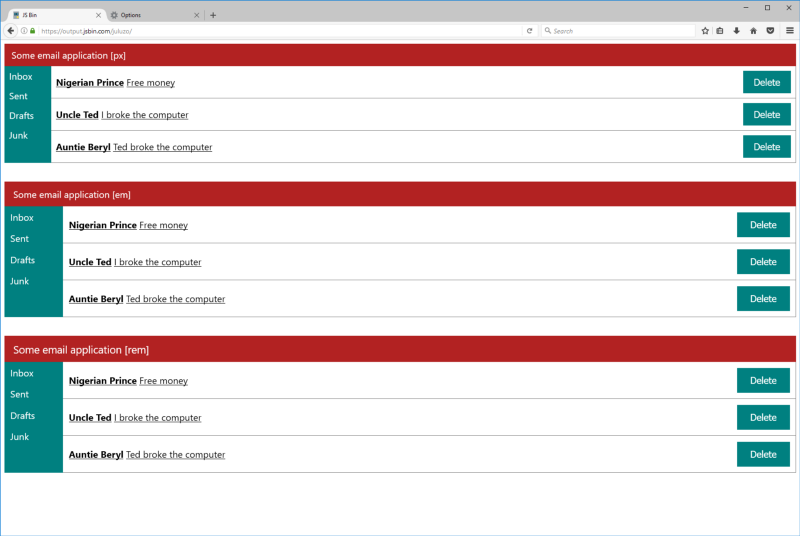 JS Bin
Options
https://output.jsbin.com/juluzo/
Search
Some email application [px]
Inbox
Sent
Drafts
Junk
Nigerian Prince Free money Delete
Uncle Ted I broke the computer Delete
Auntie Beryl Ted broke the computer Delete
Some email application [em]
Inbox
Sent
Drafts
Junk
Nigerian Prince Free money Delete
Uncle Ted I broke the computer Delete
Auntie Beryl Ted broke the computer Delete
Some email application [rem]
Inbox
Sent
Drafts
Junk
Nigerian Prince Free money Delete
Uncle Ted I broke the computer Delete
Auntie Beryl Ted broke the computer Delete